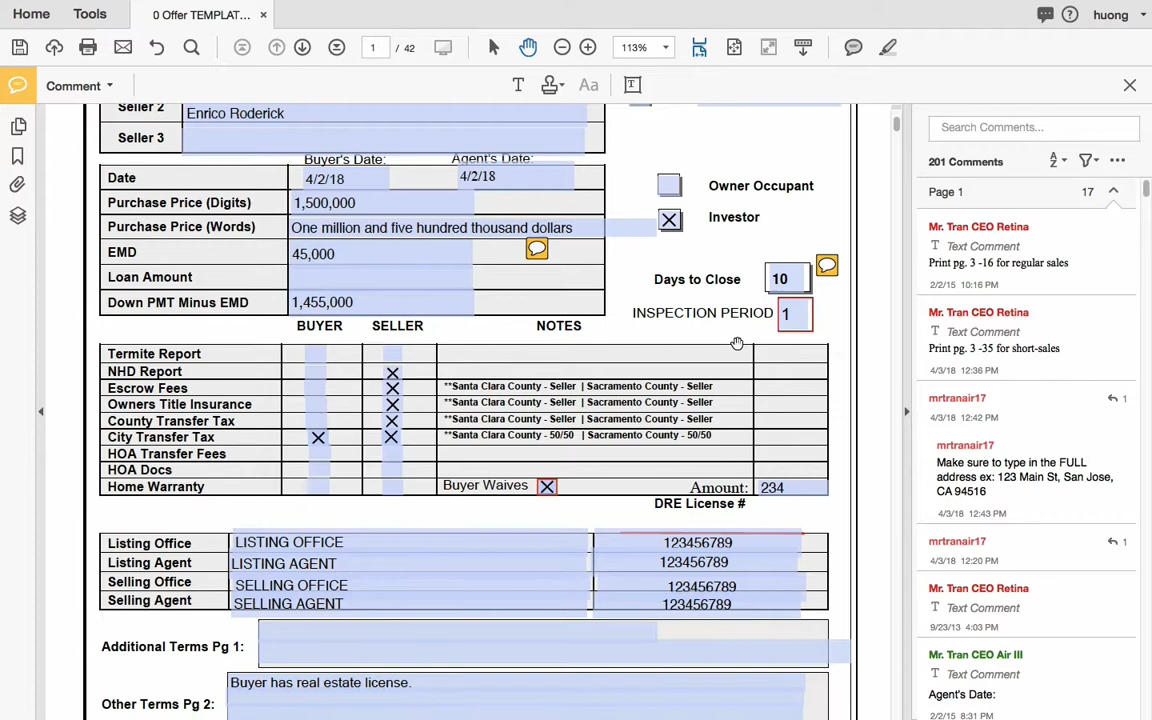 Home
Tools
0 Offer TEMPLAT... ×
?
huong
1 / 42
113%
Comment
T
Aa
T
Seller 2 Enrico Roderick
Seller 3
Buyer's Date: Agent's Date:
Date 4/2/18 4/2/18
Purchase Price (Digits) 1,500,000
Purchase Price (Words) One million and five hundred thousand dollars
EMD 45,000
Loan Amount
Down PMT Minus EMD 1,455,000
Owner Occupant
X Investor
Days to Close 10
INSPECTION PERIOD 1
BUYER SELLER NOTES
Termite Report
NHD Report X
Escrow Fees X **Santa Clara County - Seller | Sacramento County - Seller
Owners Title Insurance X **Santa Clara County - Seller | Sacramento County - Seller
County Transfer Tax X **Santa Clara County - Seller | Sacramento County - Seller
City Transfer Tax X X **Santa Clara County - 50/50 | Sacramento County - 50/50
HOA Transfer Fees
HOA Docs
Home Warranty Buyer Waives X Amount: 234
DRE License #
Listing Office LISTING OFFICE 123456789
Listing Agent LISTING AGENT 123456789
Selling Office SELLING OFFICE 123456789
Selling Agent SELLING AGENT 123456789
Additional Terms Pg 1:
Other Terms Pg 2: Buyer has real estate license.
Search Comments...
201 Comments
Page 1 17
Mr. Tran CEO Retina
T Text Comment
Print pg. 3 -16 for regular sales
2/2/15 10:16 PM
Mr. Tran CEO Retina
T Text Comment
Print pg. 3 -35 for short-sales
4/3/18 12:36 PM
mrtranair17 1
4/3/18 12:42 PM
mrtranair17
Make sure to type in the FULL
address ex: 123 Main St, San Jose,
CA 94516
4/3/18 12:43 PM
mrtranair17 1
4/3/18 12:20 PM
Mr. Tran CEO Retina
T Text Comment
9/23/13 4:03 PM
Mr. Tran CEO Air III
T Text Comment
Agent's Date:
2/2/15 8:31 PM